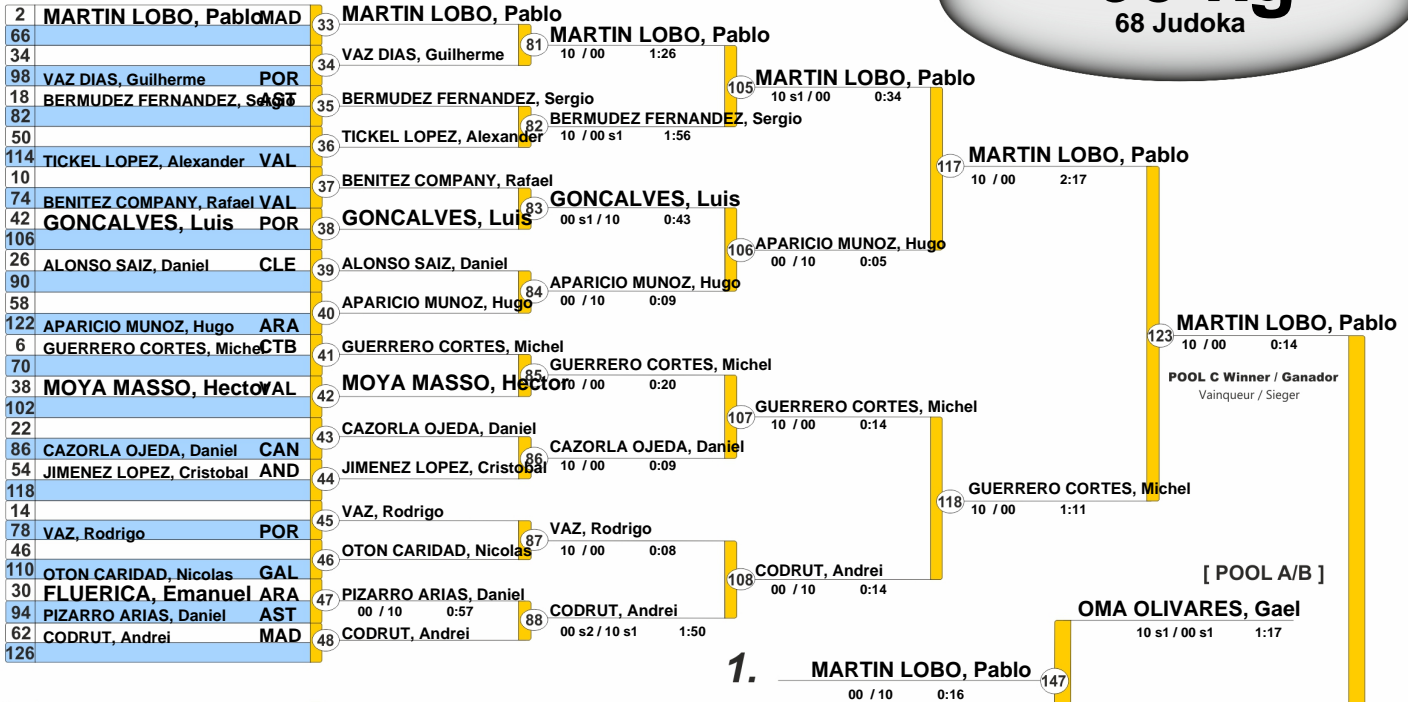 68 Judoka
2 MARTIN LOBO, Pablo MAD
66
34
98 VAZ DIAS, Guilherme POR
18 BERMUDEZ FERNANDEZ, Sergio AST
82
50
114 TICKEL LOPEZ, Alexander VAL
10
74 BENITEZ COMPANY, Rafael VAL
42 GONCALVES, Luis POR
106
26 ALONSO SAIZ, Daniel CLE
90
58
122 APARICIO MUNOZ, Hugo ARA
6 GUERRERO CORTES, Michel CTB
70
38 MOYA MASSO, Hector VAL
102
22
86 CAZORLA OJEDA, Daniel CAN
54 JIMENEZ LOPEZ, Cristobal AND
118
14
78 VAZ, Rodrigo POR
46
110 OTON CARIDAD, Nicolas GAL
30 FLUERICA, Emanuel ARA
94 PIZARRO ARIAS, Daniel AST
62 CODRUT, Andrei MAD
126
33 MARTIN LOBO, Pablo
34 VAZ DIAS, Guilherme
35 BERMUDEZ FERNANDEZ, Sergio
36 TICKEL LOPEZ, Alexander
37 BENITEZ COMPANY, Rafael
38 GONCALVES, Luis
39 ALONSO SAIZ, Daniel
40 APARICIO MUNOZ, Hugo
41 GUERRERO CORTES, Michel
42 MOYA MASSO, Hector
43 CAZORLA OJEDA, Daniel
44 JIMENEZ LOPEZ, Cristobal
45 VAZ, Rodrigo
46 OTON CARIDAD, Nicolas
47 PIZARRO ARIAS, Daniel
00 / 10 0:57
48 CODRUT, Andrei
81 MARTIN LOBO, Pablo
10 / 00 1:26
82 BERMUDEZ FERNANDEZ, Sergio
10 / 00 s1 1:56
83 GONCALVES, Luis
00 s1 / 10 0:43
84 APARICIO MUNOZ, Hugo
00 / 10 0:09
85 GUERRERO CORTES, Michel
10 / 00 0:20
86 CAZORLA OJEDA, Daniel
10 / 00 0:09
87 VAZ, Rodrigo
10 / 00 0:08
88 CODRUT, Andrei
00 s2 / 10 s1 1:50
105 MARTIN LOBO, Pablo
10 s1 / 00 0:34
106 APARICIO MUNOZ, Hugo
00 / 10 0:05
107 GUERRERO CORTES, Michel
10 / 00 0:14
108 CODRUT, Andrei
00 / 10 0:14
117 MARTIN LOBO, Pablo
10 / 00 2:17
118 GUERRERO CORTES, Michel
10 / 00 1:11
123 MARTIN LOBO, Pablo
10 / 00 0:14
POOL C Winner / Ganador
Vainqueur / Sieger
[ POOL A/B ]
OMA OLIVARES, Gael
10 s1 / 00 s1 1:17
1. MARTIN LOBO, Pablo 147
00 / 10 0:16